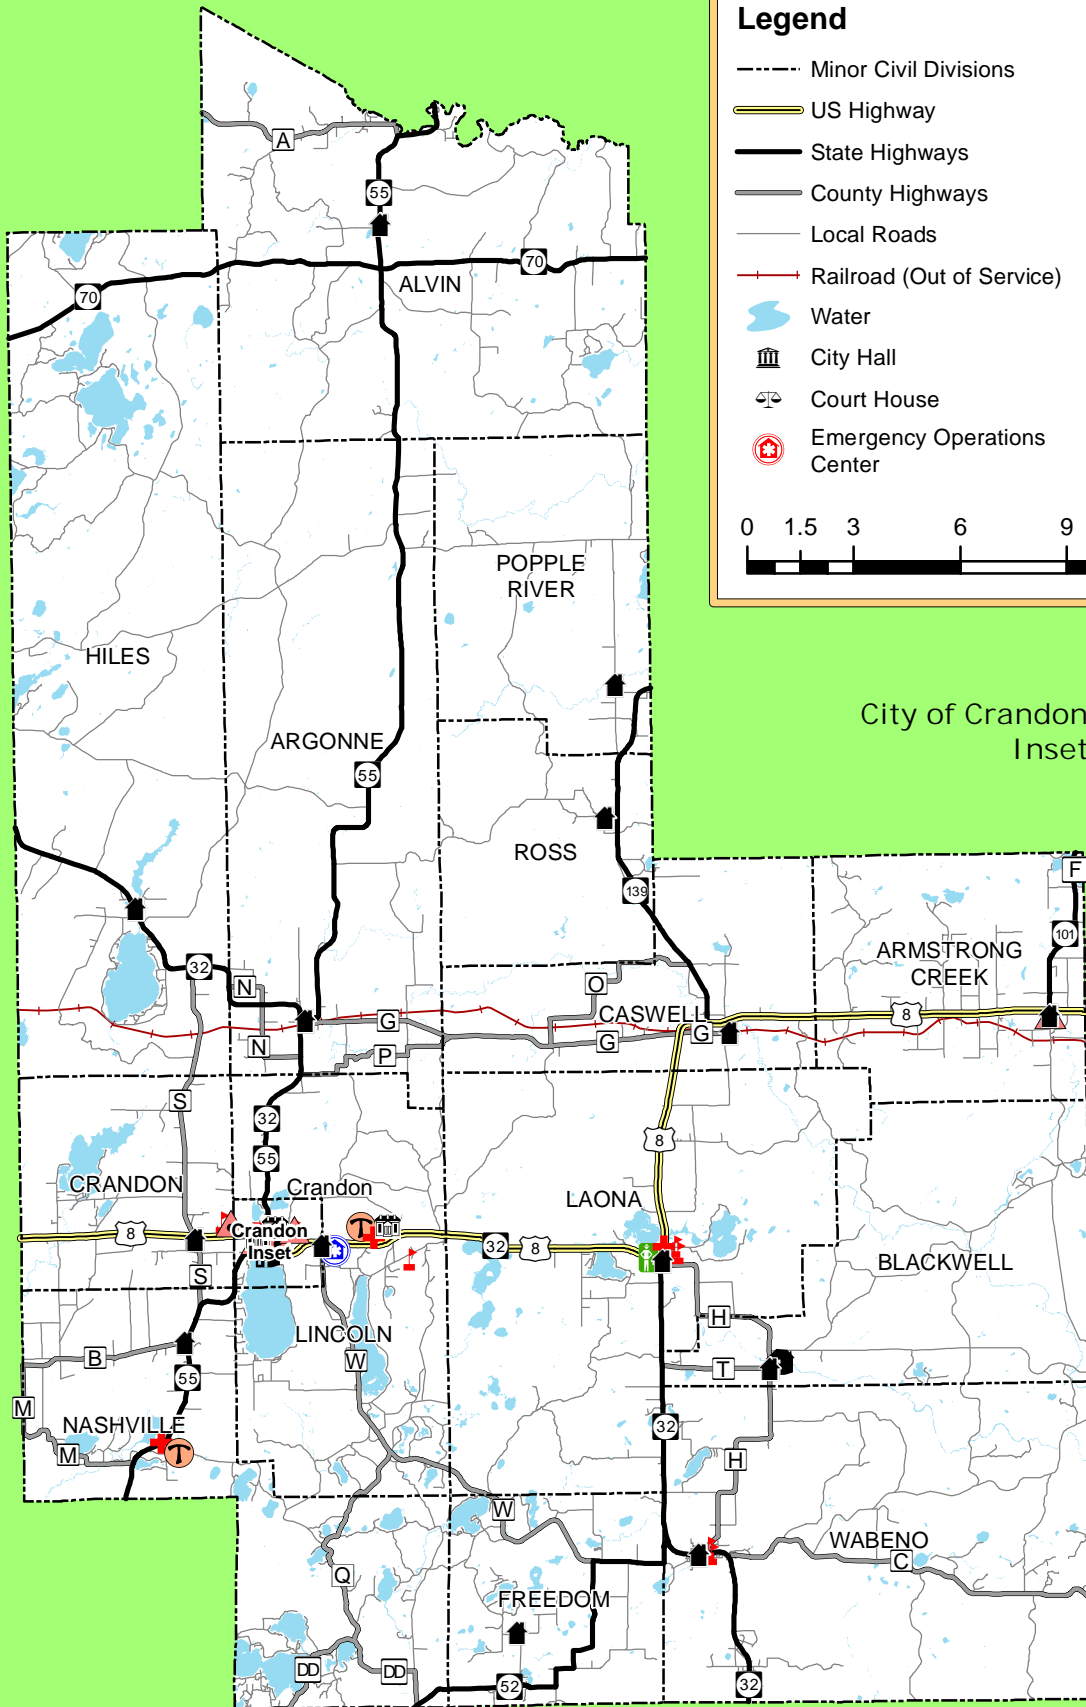 Legend
Minor Civil Divisions
US Highway
State Highways
County Highways
Local Roads
Railroad (Out of Service)
Water
City Hall
Court House
Emergency Operations
Center
0 1.5 3 6 9
City of Crandon
Inset
A
55
70
70
ALVIN
POPPLE
RIVER
HILES
ARGONNE
55
ROSS
139
F
101
ARMSTRONG
CREEK
32
N
O
CASWELL
8
G
G
G
N
P
S
32
8
55
CRANDON
Crandon
LAONA
8
Crandon
Inset
32
8
S
BLACKWELL
H
LINCOLN
B
W
T
55
M
NASHVILLE
32
M
H
W
WABENO
C
Q
FREEDOM
DD
DD
52
32